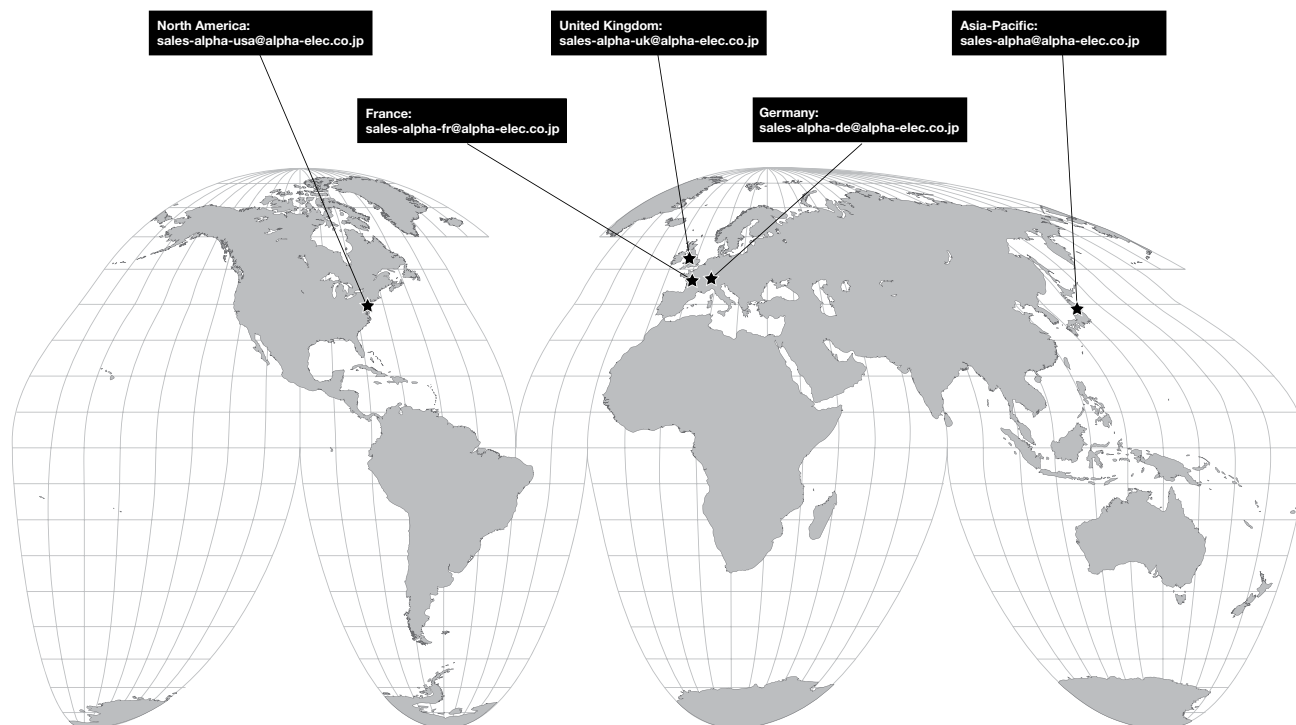 North America:
sales-alpha-usa@alpha-elec.co.jp
United Kingdom:
sales-alpha-uk@alpha-elec.co.jp
Asia-Pacific:
sales-alpha@alpha-elec.co.jp
France:
sales-alpha-fr@alpha-elec.co.jp
Germany:
sales-alpha-de@alpha-elec.co.jp